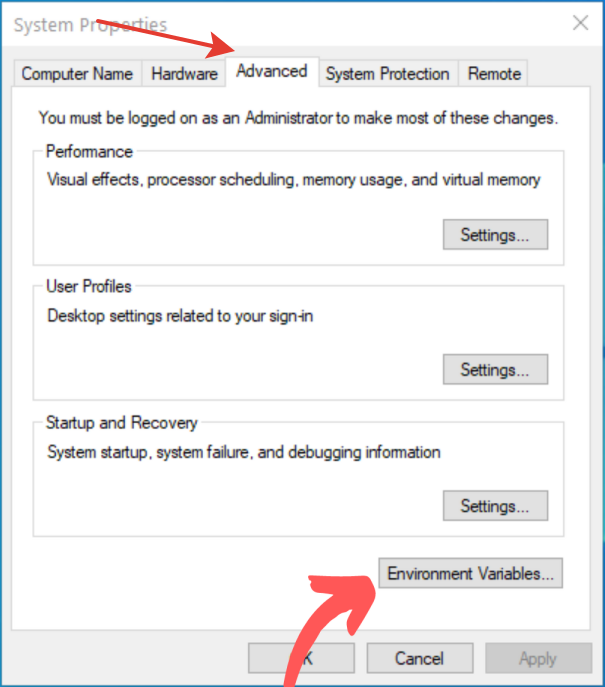 System Properties
Computer Name Hardware Advanced System Protection Remote
You must be logged on as an Administrator to make most of these changes.
Performance
Visual effects, processor scheduling, memory usage, and virtual memory
Settings...
User Profiles
Desktop settings related to your sign-in
Settings...
Startup and Recovery
System startup, system failure, and debugging information
Settings...
Environment Variables...
Cancel Apply